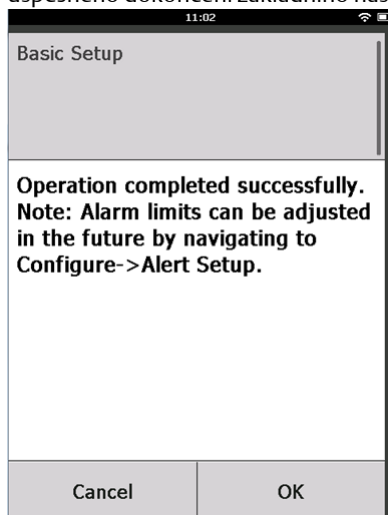 11:02
Basic Setup
Operation completed successfully.
Note: Alarm limits can be adjusted
in the future by navigating to
Configure->Alert Setup.
Cancel
OK